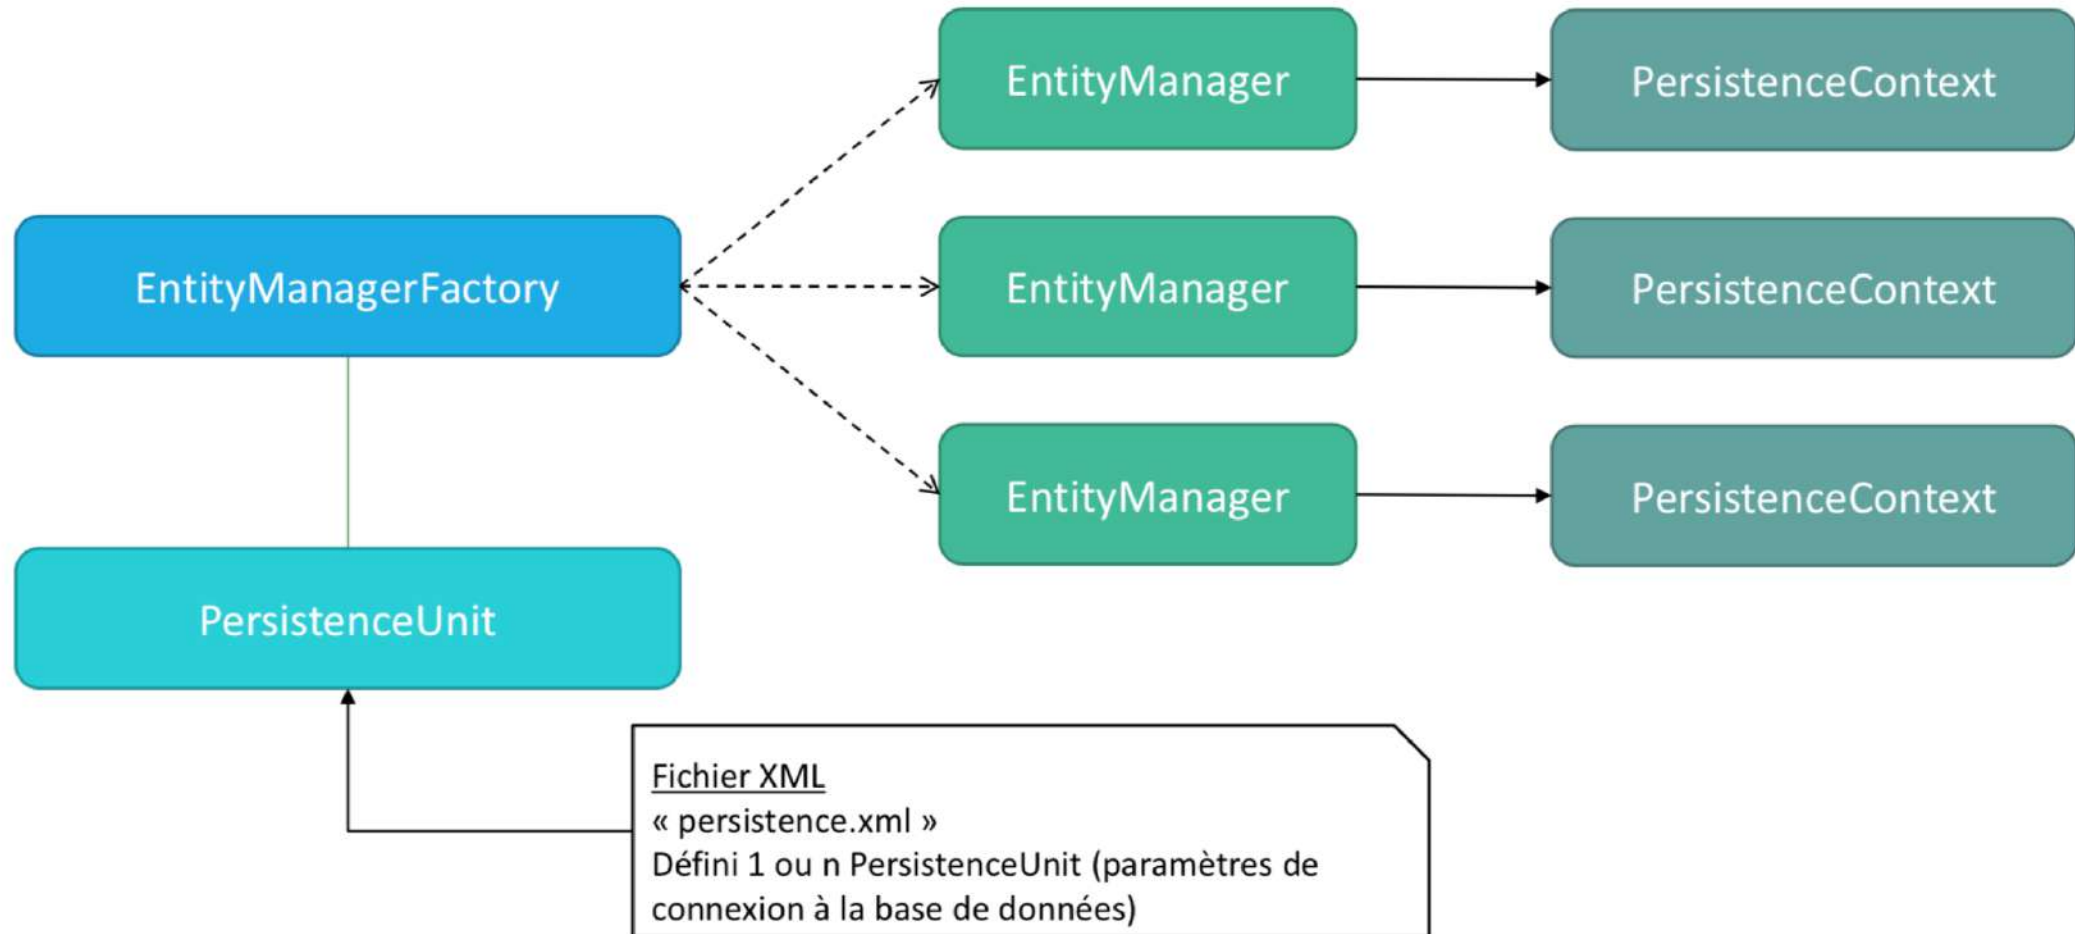 EntityManager
PersistenceContext
EntityManagerFactory
EntityManager
PersistenceContext
EntityManager
PersistenceContext
PersistenceUnit
Fichier XML
« persistence.xml »
Défini 1 ou n PersistenceUnit (paramètres de
connexion à la base de données)